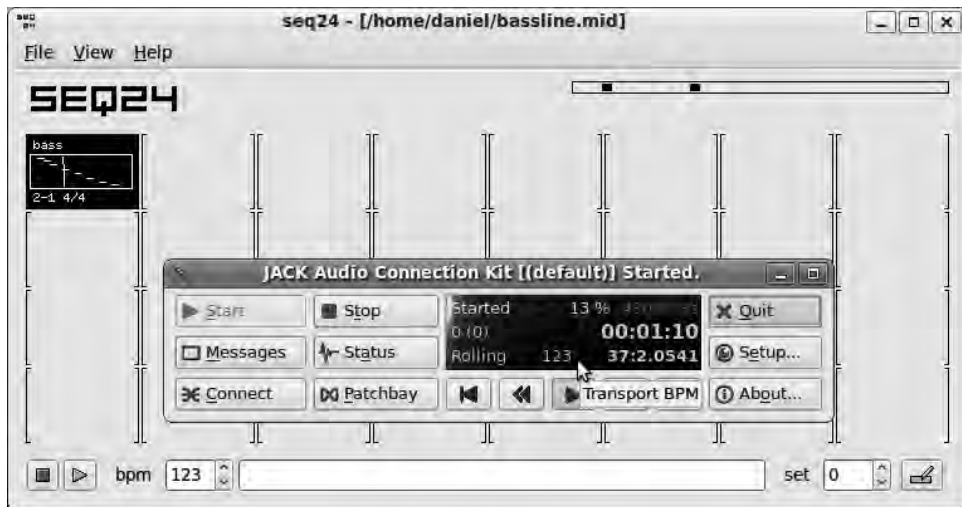 seq24 - [/home/daniel/bassline.mid]
File View Help
SEQ24
bass
2-1 4/4
JACK Audio Connection Kit [(default)] Started.
Start Stop Started 13 % Quit
0 (0) 00:01:10
Messages Status Rolling 123 37:2.0541 Setup...
Connect Patchbay Transport BPM About...
bpm 123 set 0